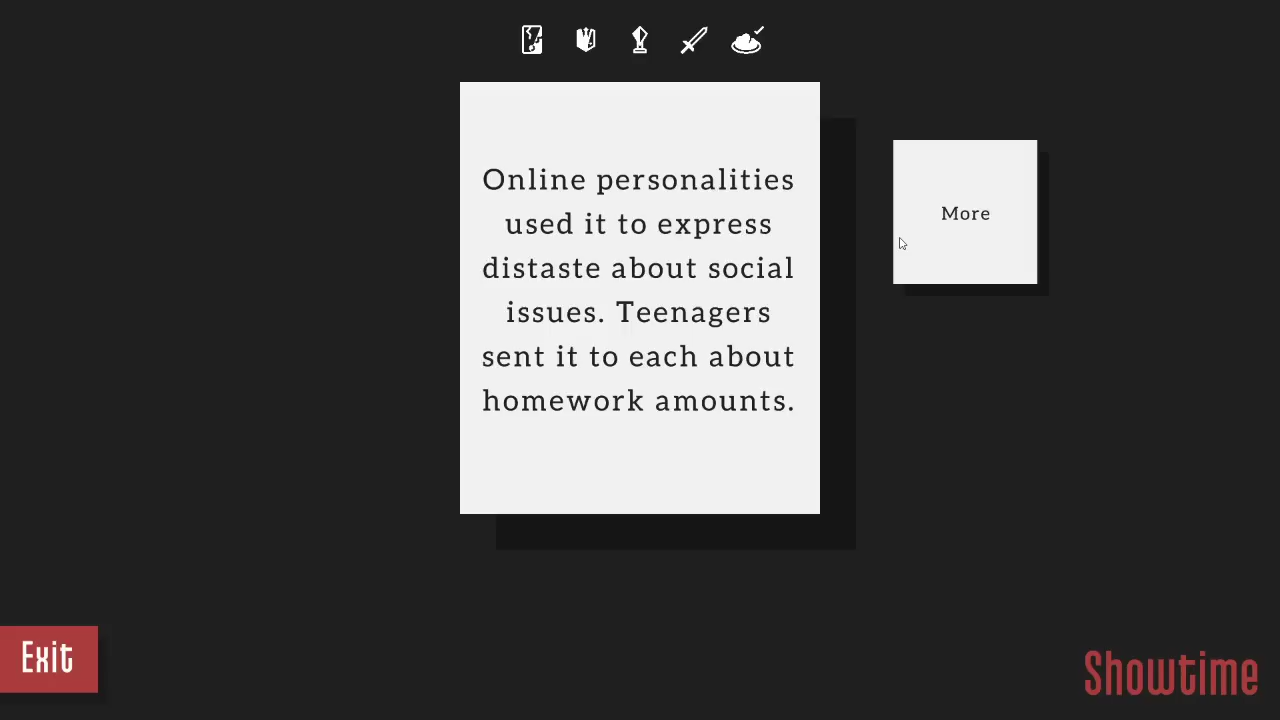 Online personalities
used it to express
distaste about social
issues. Teenagers
sent it to each about
homework amounts.
More
Exit
Showtime